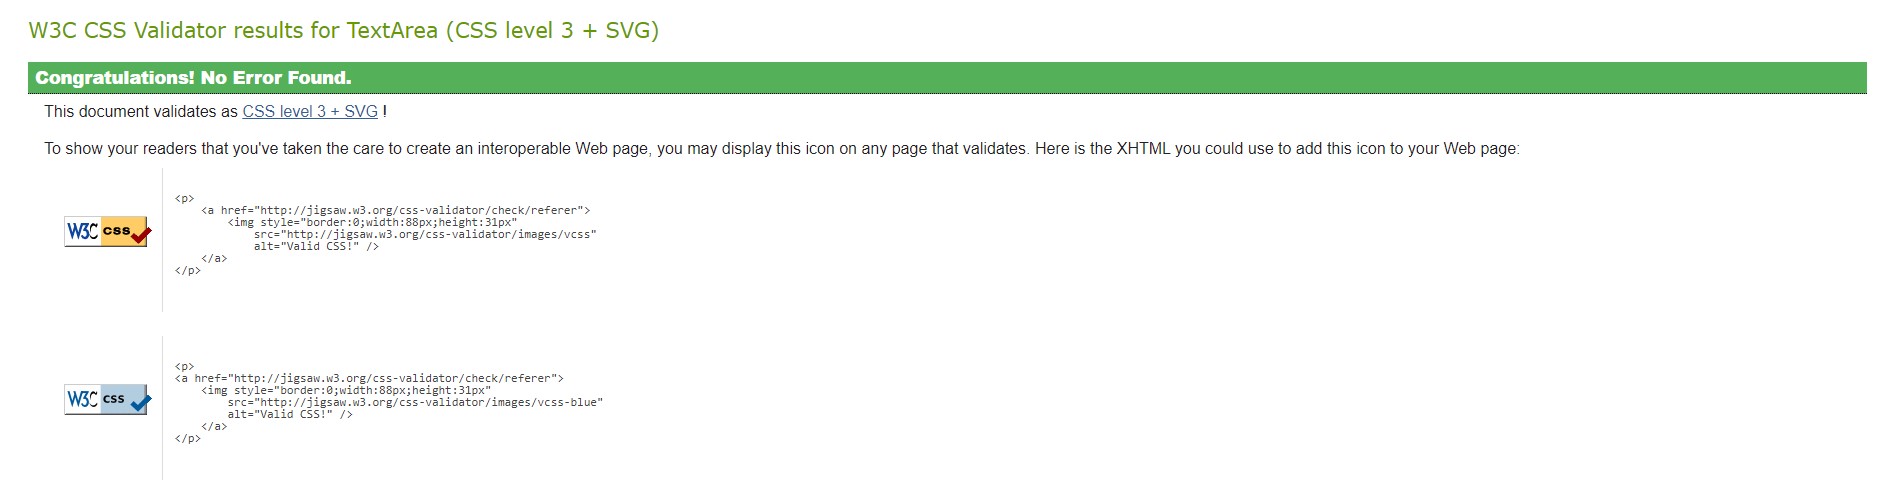 W3C CSS Validator results for TextArea (CSS level 3 + SVG)
Congratulations! No Error Found.
This document validates as CSS level 3 + SVG !
To show your readers that you've taken the care to create an interoperable Web page, you may display this icon on any page that validates. Here is the XHTML you could use to add this icon to your Web page:
W3C css
<p>
<a href="http://jigsaw.w3.org/css-validator/check/referer">
<img style="border:0;width:88px;height:31px"
src="http://jigsaw.w3.org/css-validator/images/vcss"
alt="Valid CSS!" />
</a>
</p>
W3C css
<p>
<a href="http://jigsaw.w3.org/css-validator/check/referer">
<img style="border:0;width:88px;height:31px"
src="http://jigsaw.w3.org/css-validator/images/vcss-blue"
alt="Valid CSS!" />
</a>
</p>